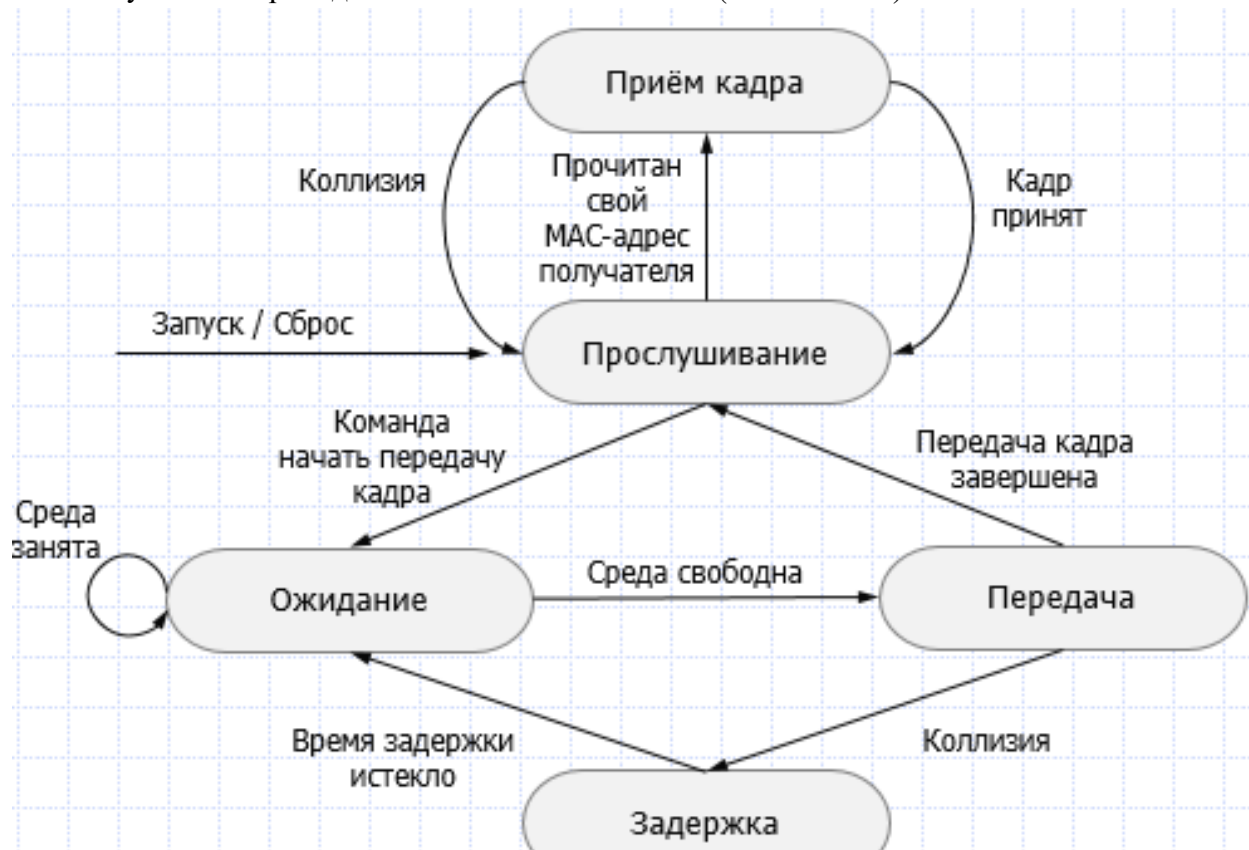 Приём кадра
Коллизия
Прочитан
свой
MAC-адрес
получателя
Кадр
принят
Запуск / Сброс
Прослушивание
Команда
начать передачу
кадра
Передача кадра
завершена
Среда
занята
Ожидание
Среда свободна
Передача
Время задержки
истекло
Коллизия
Задержка